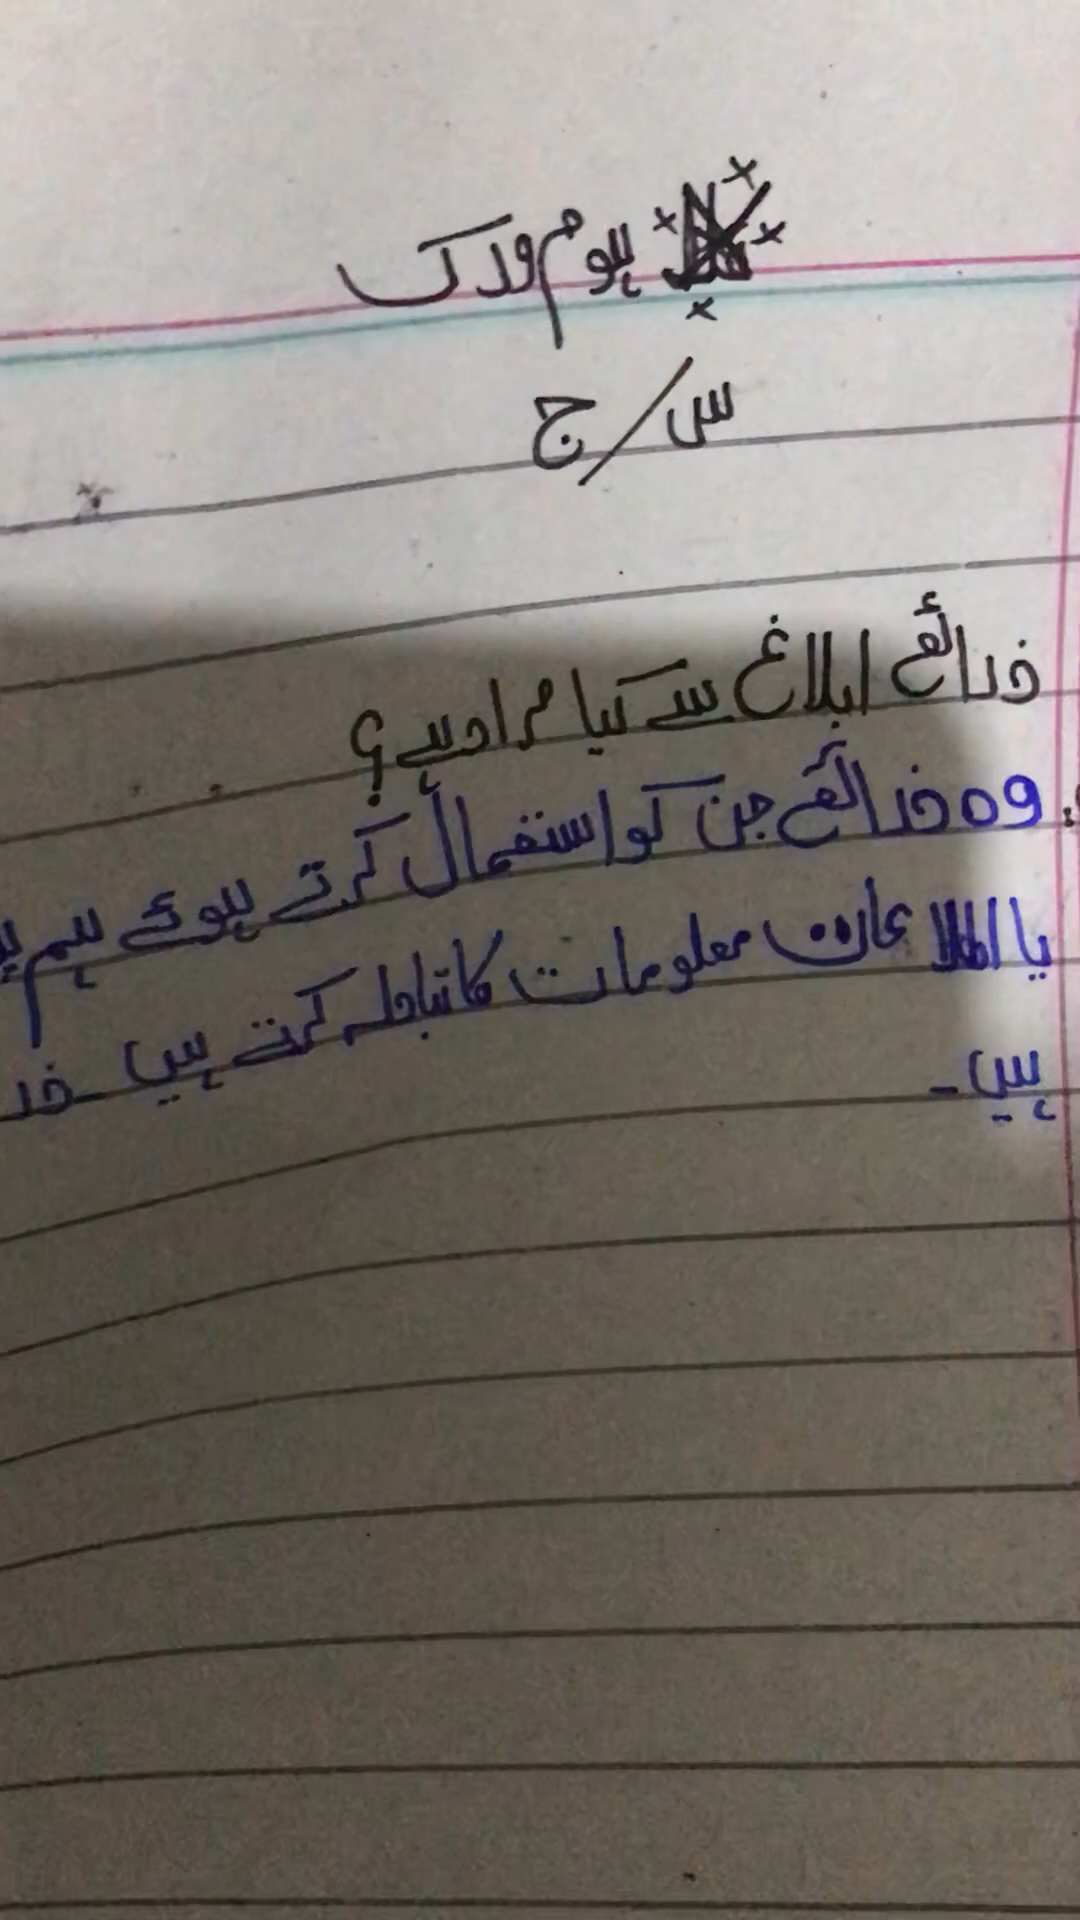 ہوم ورک
س/ج
ذرائع ابلاغ سے کیا مراد ہے؟
وہ ذرائع جن کو استعمال کرتے ہوئے ہم
یا اطلاعات معلومات کا تبادلہ کرتے ہیں ۔
ہیں ۔